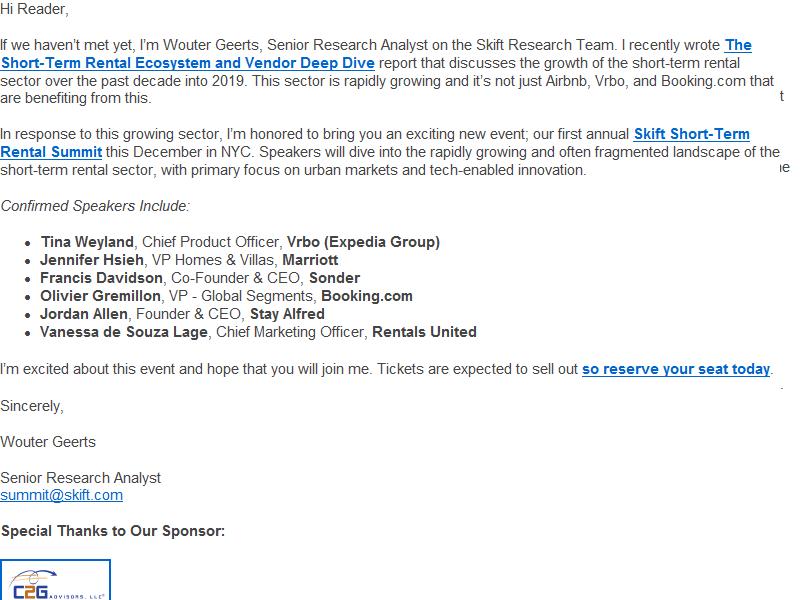 Hi Reader,
If we haven’t met yet, I’m Wouter Geerts, Senior Research Analyst on the Skift Research Team. I recently wrote The
Short-Term Rental Ecosystem and Vendor Deep Dive report that discusses the growth of the short-term rental
sector over the past decade into 2019. This sector is rapidly growing and it’s not just Airbnb, Vrbo, and Booking.com that
are benefiting from this.
In response to this growing sector, I’m honored to bring you an exciting new event; our first annual Skift Short-Term
Rental Summit this December in NYC. Speakers will dive into the rapidly growing and often fragmented landscape of the
short-term rental sector, with primary focus on urban markets and tech-enabled innovation.
Confirmed Speakers Include:
• Tina Weyland, Chief Product Officer, Vrbo (Expedia Group)
• Jennifer Hsieh, VP Homes & Villas, Marriott
• Francis Davidson, Co-Founder & CEO, Sonder
• Olivier Gremillon, VP - Global Segments, Booking.com
• Jordan Allen, Founder & CEO, Stay Alfred
• Vanessa de Souza Lage, Chief Marketing Officer, Rentals United
I’m excited about this event and hope that you will join me. Tickets are expected to sell out so reserve your seat today.
Sincerely,
Wouter Geerts
Senior Research Analyst
summit@skift.com
Special Thanks to Our Sponsor:
C2G ADVISORS, LLC